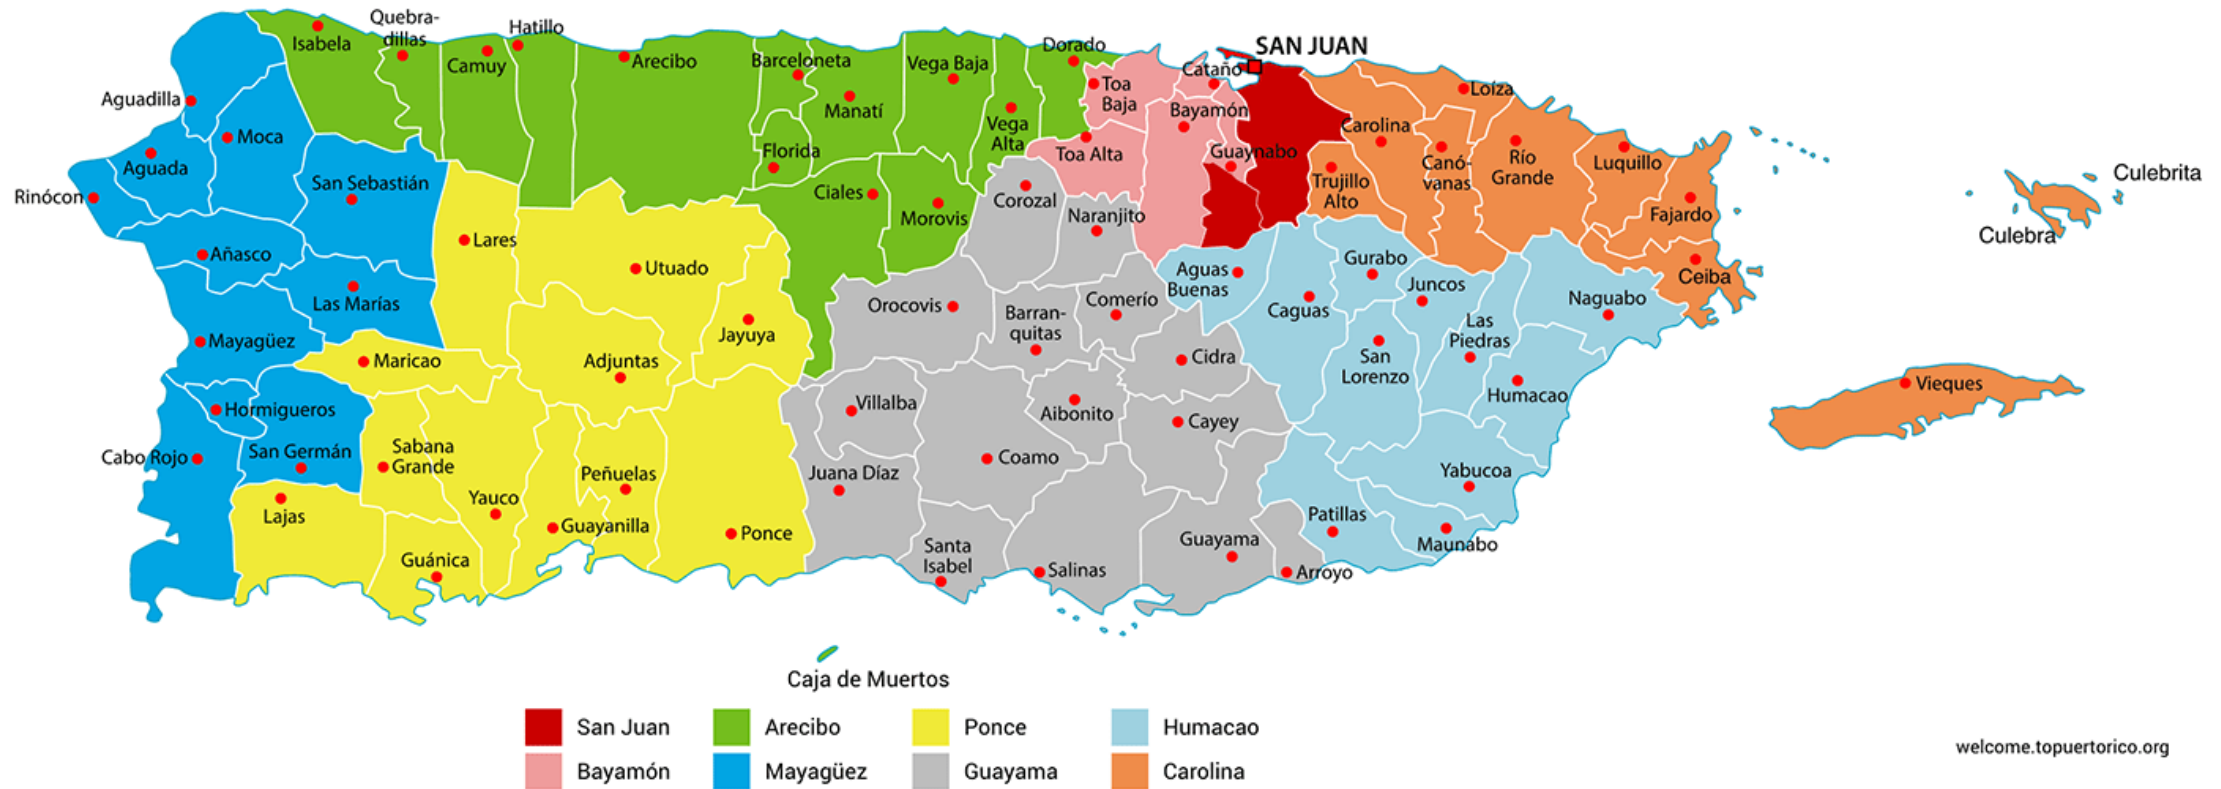 Isabela
Quebra-
dillas
Camuy
Hatillo
Arecibo
Barceloneta
Manatí
Florida
Vega Baja
Vega
Alta
Dorado
Toa
Baja
Toa Alta
Cataño
Bayamón
Guaynabo
SAN JUAN
Carolina
Trujillo
Alto
Loíza
Canó-
vanas
Río
Grande
Luquillo
Fajardo
Ceiba
Culebrita
Culebra
Vieques
Aguadilla
Moca
Aguada
Rinócon
San Sebastián
Añasco
Las Marías
Mayagüez
Maricao
Hormigueros
Cabo Rojo
San Germán
Lajas
Sabana
Grande
Guánica
Yauco
Guayanilla
Peñuelas
Ponce
Lares
Utuado
Adjuntas
Jayuya
Ciales
Morovis
Corozal
Naranjito
Orocovis
Barran-
quitas
Comerío
Cidra
Villalba
Juana Díaz
Coamo
Aibonito
Cayey
Santa
Isabel
Salinas
Guayama
Arroyo
Aguas
Buenas
Caguas
Gurabo
Juncos
San
Lorenzo
Las
Piedras
Naguabo
Humacao
Yabucoa
Patillas
Maunabo
Caja de Muertos
San Juan
Arecibo
Ponce
Humacao
Bayamón
Mayagüez
Guayama
Carolina
welcome.topuertorico.org